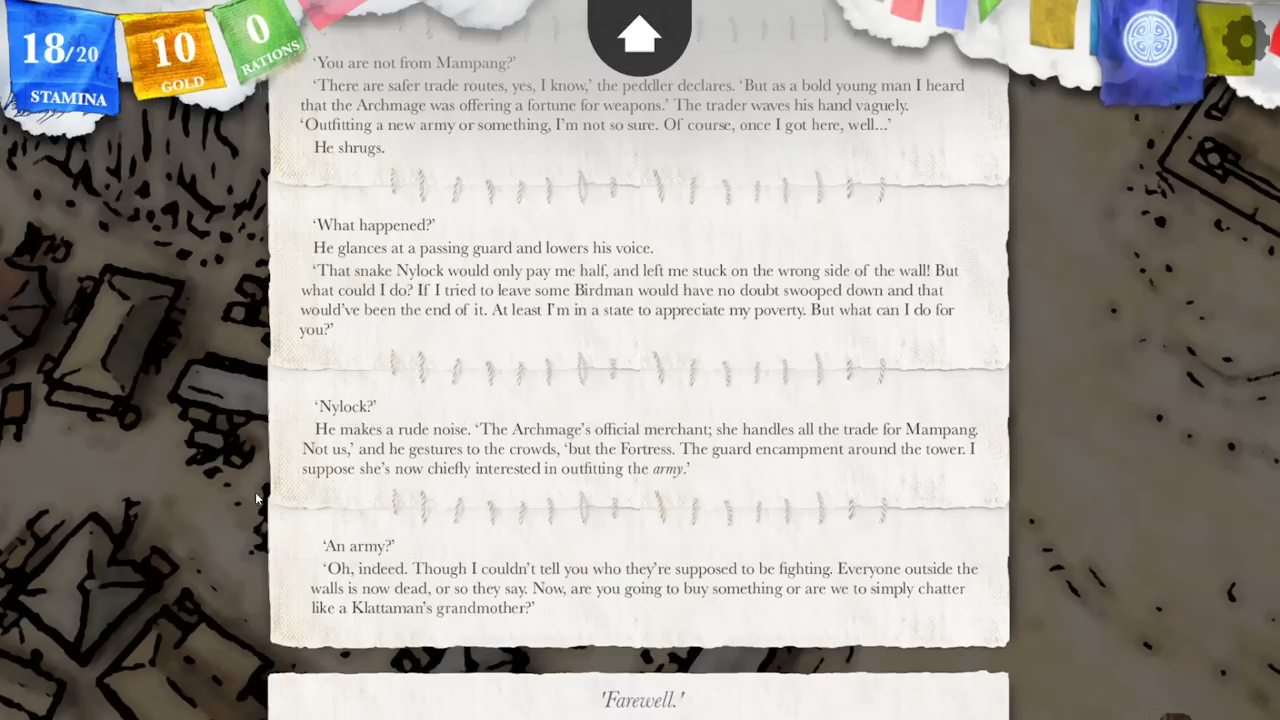 18/20
STAMINA
10
GOLD
0
RATIONS
‘You are not from Mampang?’
‘There are safer trade routes, yes, I know,’ the peddler declares. ‘But as a bold young man I heard
that the Archmage was offering a fortune for weapons.’ The trader waves his hand vaguely.
‘Outfitting a new army or something, I’m not so sure. Of course, once I got here, well...’
He shrugs.
‘What happened?’
He glances at a passing guard and lowers his voice.
‘That snake Nylock would only pay me half, and left me stuck on the wrong side of the wall! But
what could I do? If I tried to leave some Birdman would have no doubt swooped down and that
would’ve been the end of it. At least I’m in a state to appreciate my poverty. But what can I do for
you?’
‘Nylock?’
He makes a rude noise. ‘The Archmage’s official merchant; she handles all the trade for Mampang.
Not us,’ and he gestures to the crowds, ‘but the Fortress. The guard encampment around the tower. I
suppose she’s now chiefly interested in outfitting the army.’
‘An army?’
‘Oh, indeed. Though I couldn’t tell you who they’re supposed to be fighting. Everyone outside the
walls is now dead, or so they say. Now, are you going to buy something or are we to simply chatter
like a Klattaman’s grandmother?’
'Farewell.'